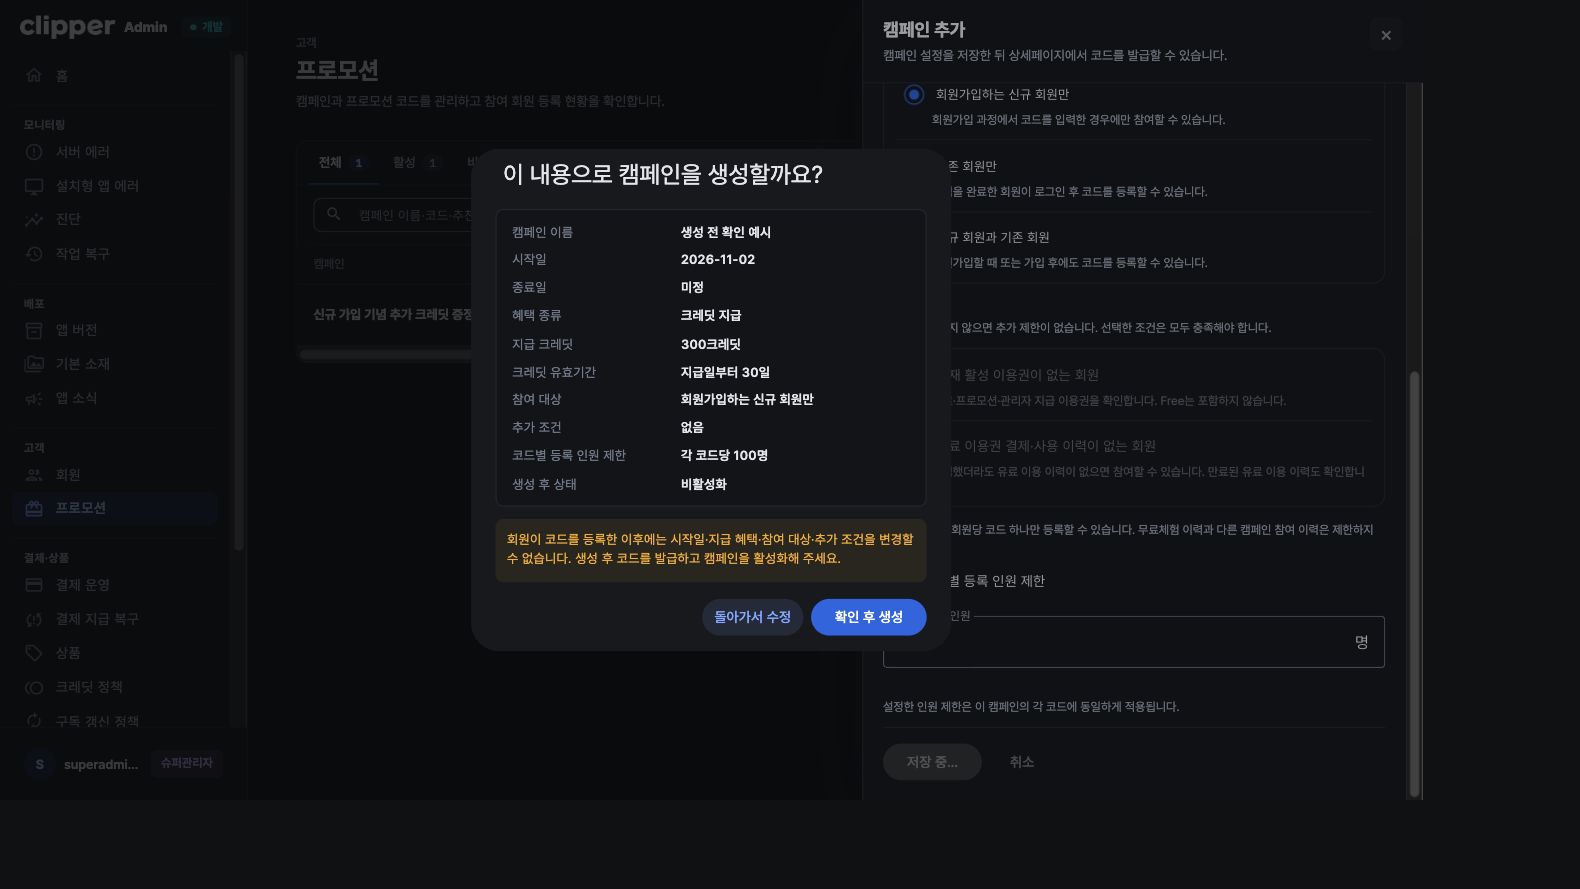 clipper Admin 개발
홈
모니터링
서버 에러
설치형 앱 에러
진단
작업 복구
배포
앱 버전
기본 소재
앱 소식
고객
회원
프로모션
결제·상품
결제 운영
결제 지급 복구
상품
크레딧 정책
구독 갱신 정책
S superadmi... 슈퍼관리자
고객
프로모션
캠페인과 프로모션 코드를 관리하고 참여 회원 등록 현황을 확인합니다.
전체 1 활성 1
캠페인 이름·코드·추천
캠페인
신규 가입 기념 추가 크레딧 증정
이 내용으로 캠페인을 생성할까요?
캠페인 이름 생성 전 확인 예시
시작일 2026-11-02
종료일 미정
혜택 종류 크레딧 지급
지급 크레딧 300크레딧
크레딧 유효기간 지급일부터 30일
참여 대상 회원가입하는 신규 회원만
추가 조건 없음
코드별 등록 인원 제한 각 코드당 100명
생성 후 상태 비활성화
회원이 코드를 등록한 이후에는 시작일·지급 혜택·참여 대상·추가 조건을 변경할
수 없습니다. 생성 후 코드를 발급하고 캠페인을 활성화해 주세요.
돌아가서 수정 확인 후 생성
캠페인 추가
캠페인 설정을 저장한 뒤 상세페이지에서 코드를 발급할 수 있습니다.
회원가입하는 신규 회원만
회원가입 과정에서 코드를 입력한 경우에만 참여할 수 있습니다.
존 회원만
을 완료한 회원이 로그인 후 코드를 등록할 수 있습니다.
규 회원과 기존 회원
가입할 때 또는 가입 후에도 코드를 등록할 수 있습니다.
지 않으면 추가 제한이 없습니다. 선택한 조건은 모두 충족해야 합니다.
재 활성 이용권이 없는 회원
·프로모션·관리자 지급 이용권을 확인합니다. Free는 포함하지 않습니다.
료 이용권 결제·사용 이력이 없는 회원
했더라도 유료 이용 이력이 없으면 참여할 수 있습니다. 만료된 유료 이용 이력도 확인합니
회원당 코드 하나만 등록할 수 있습니다. 무료체험 이력과 다른 캠페인 참여 이력은 제한하지
별 등록 인원 제한
인원
명
설정한 인원 제한은 이 캠페인의 각 코드에 동일하게 적용됩니다.
저장 중... 취소